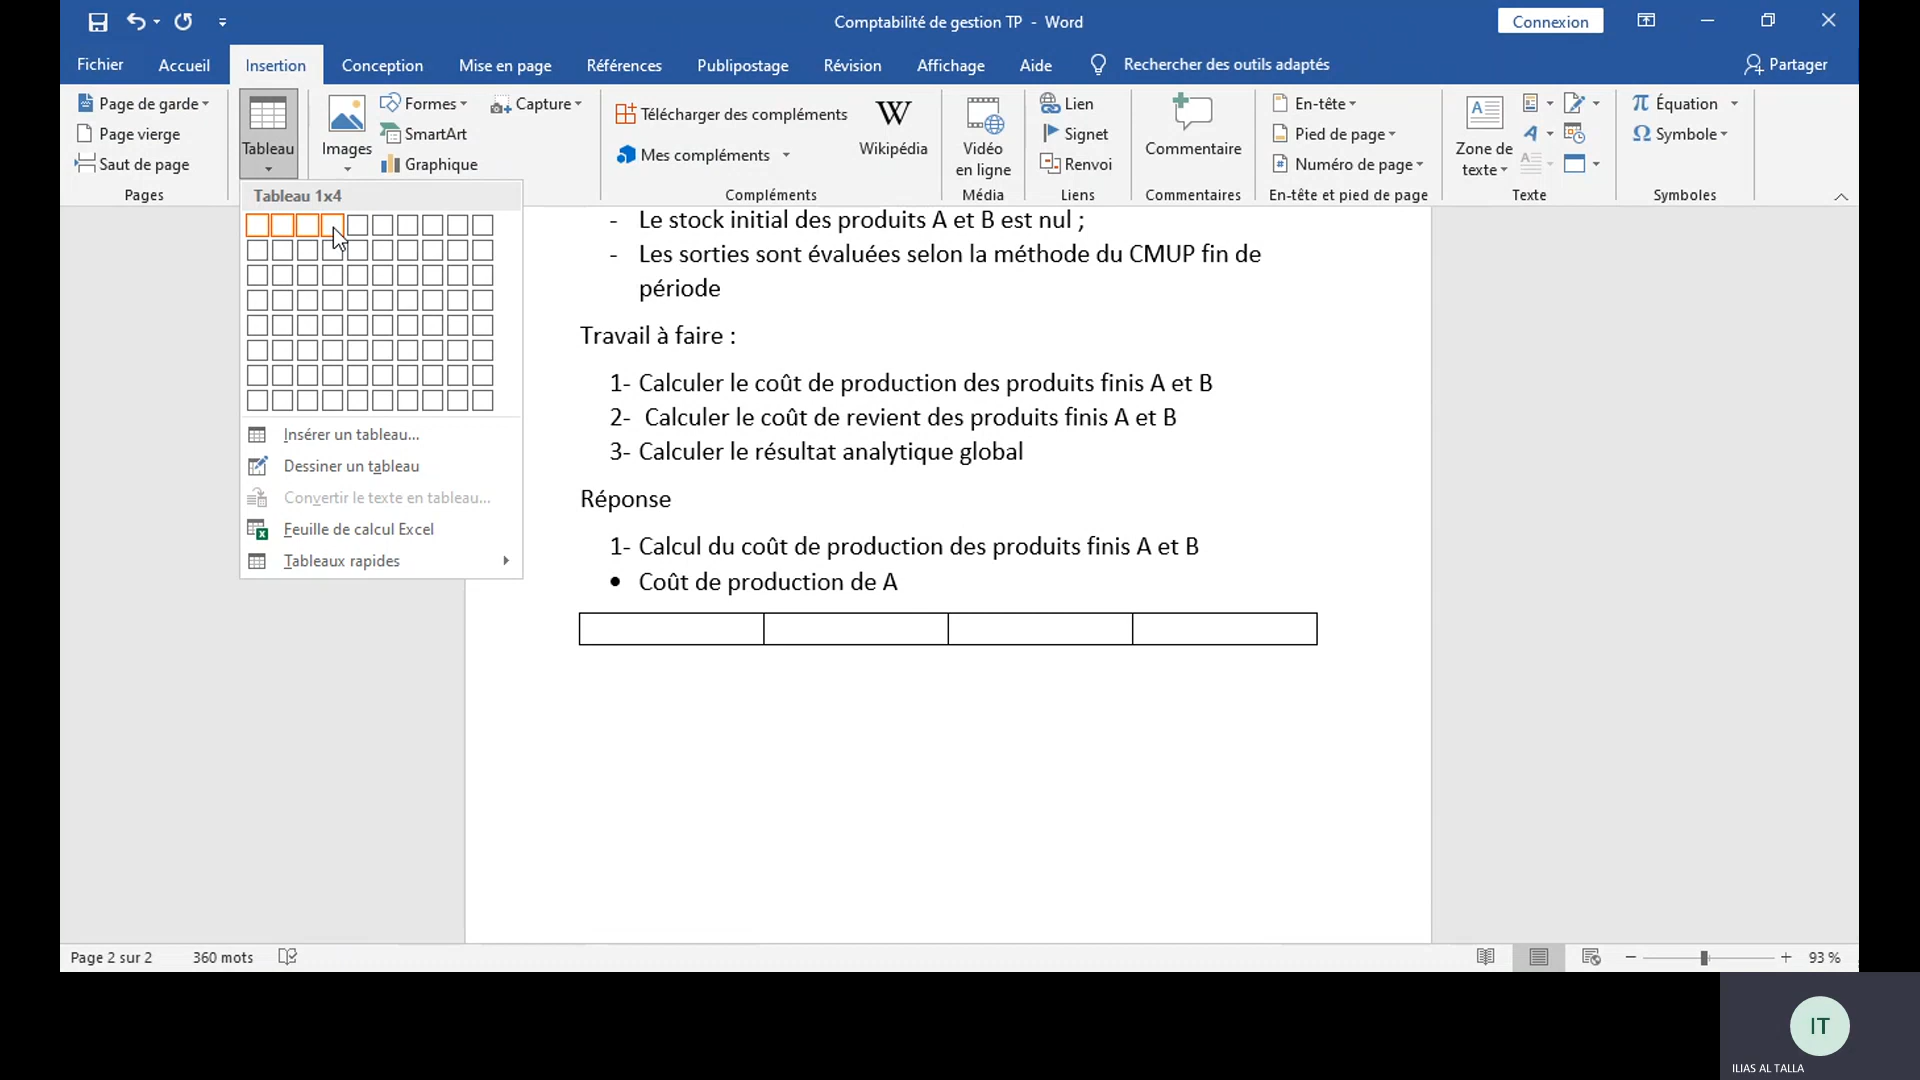 Comptabilité de gestion TP - Word
Connexion
Fichier
Accueil
Insertion
Conception
Mise en page
Références
Publipostage
Révision
Affichage
Aide
Rechercher des outils adaptés
Partager
Page de garde
Page vierge
Saut de page
Pages
Tableau
Images
Formes
SmartArt
Graphique
Capture
Télécharger des compléments
Mes compléments
W
Wikipédia
Compléments
Vidéo
en ligne
Média
Lien
Signet
Renvoi
Liens
Commentaire
Commentaires
En-tête
Pied de page
Numéro de page
En-tête et pied de page
Zone de
texte
Texte
π Équation
Ω Symbole
Symboles
Tableau 1x4
Insérer un tableau...
Dessiner un tableau
Convertir le texte en tableau...
Feuille de calcul Excel
Tableaux rapides
- Le stock initial des produits A et B est nul ;
- Les sorties sont évaluées selon la méthode du CMUP fin de
période
Travail à faire :
1- Calculer le coût de production des produits finis A et B
2- Calculer le coût de revient des produits finis A et B
3- Calculer le résultat analytique global
Réponse
1- Calcul du coût de production des produits finis A et B
• Coût de production de A
Page 2 sur 2
360 mots
93 %
IT
ILIAS AL TALLA